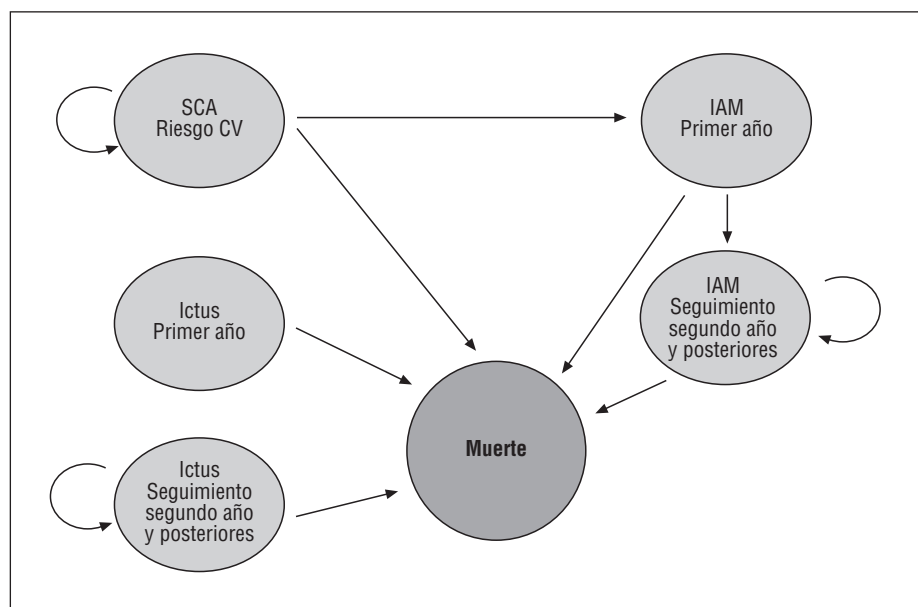 SCA
Riesgo CV
IAM
Primer año
Ictus
Primer año
IAM
Seguimiento
segundo año
y posteriores
Muerte
Ictus
Seguimiento
segundo año
y posteriores